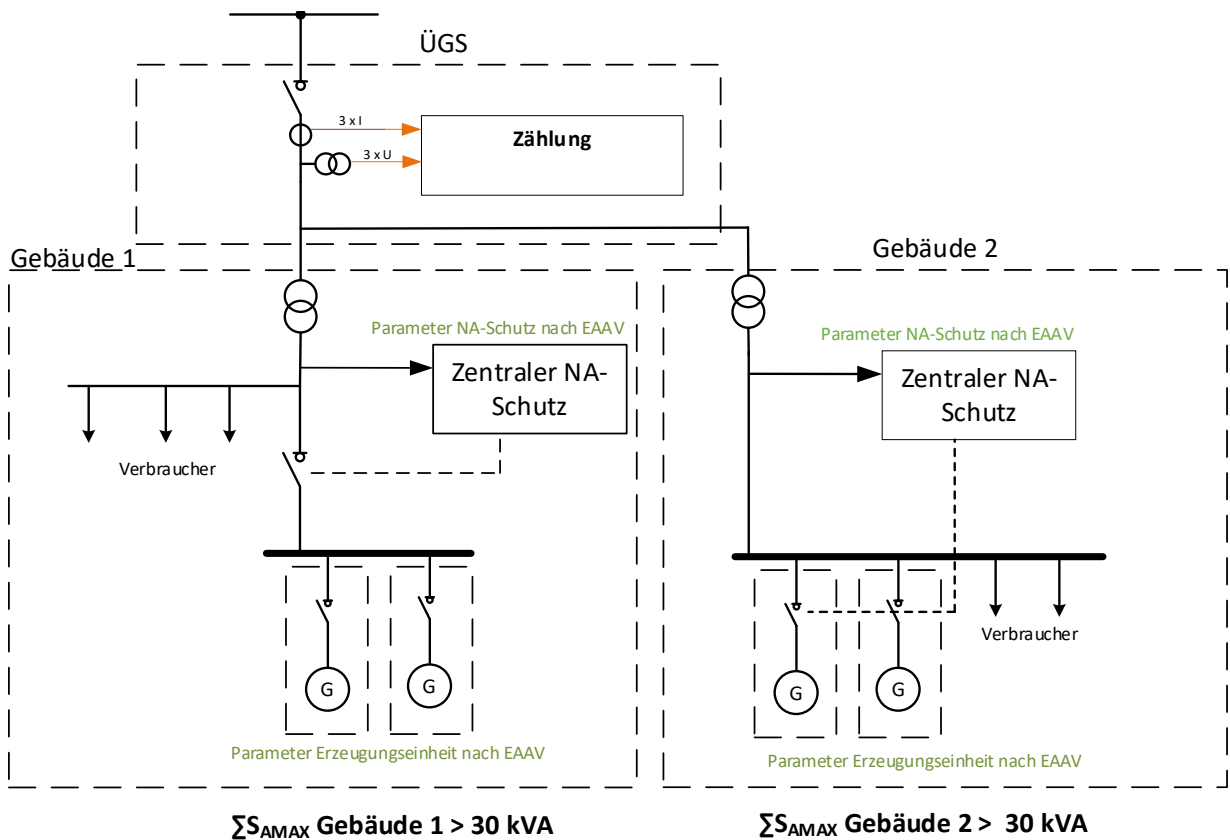 ÜGS
3 x I
3 x U
Zählung
Gebäude 1
Gebäude 2
Parameter NA-Schutz nach EAAV
Zentraler NA-
Schutz
Verbraucher
G
G
Parameter Erzeugungseinheit nach EAAV
∑S_AMAX Gebäude 1 > 30 kVA
Parameter NA-Schutz nach EAAV
Zentraler NA-
Schutz
Verbraucher
G
G
Parameter Erzeugungseinheit nach EAAV
∑S_AMAX Gebäude 2 > 30 kVA